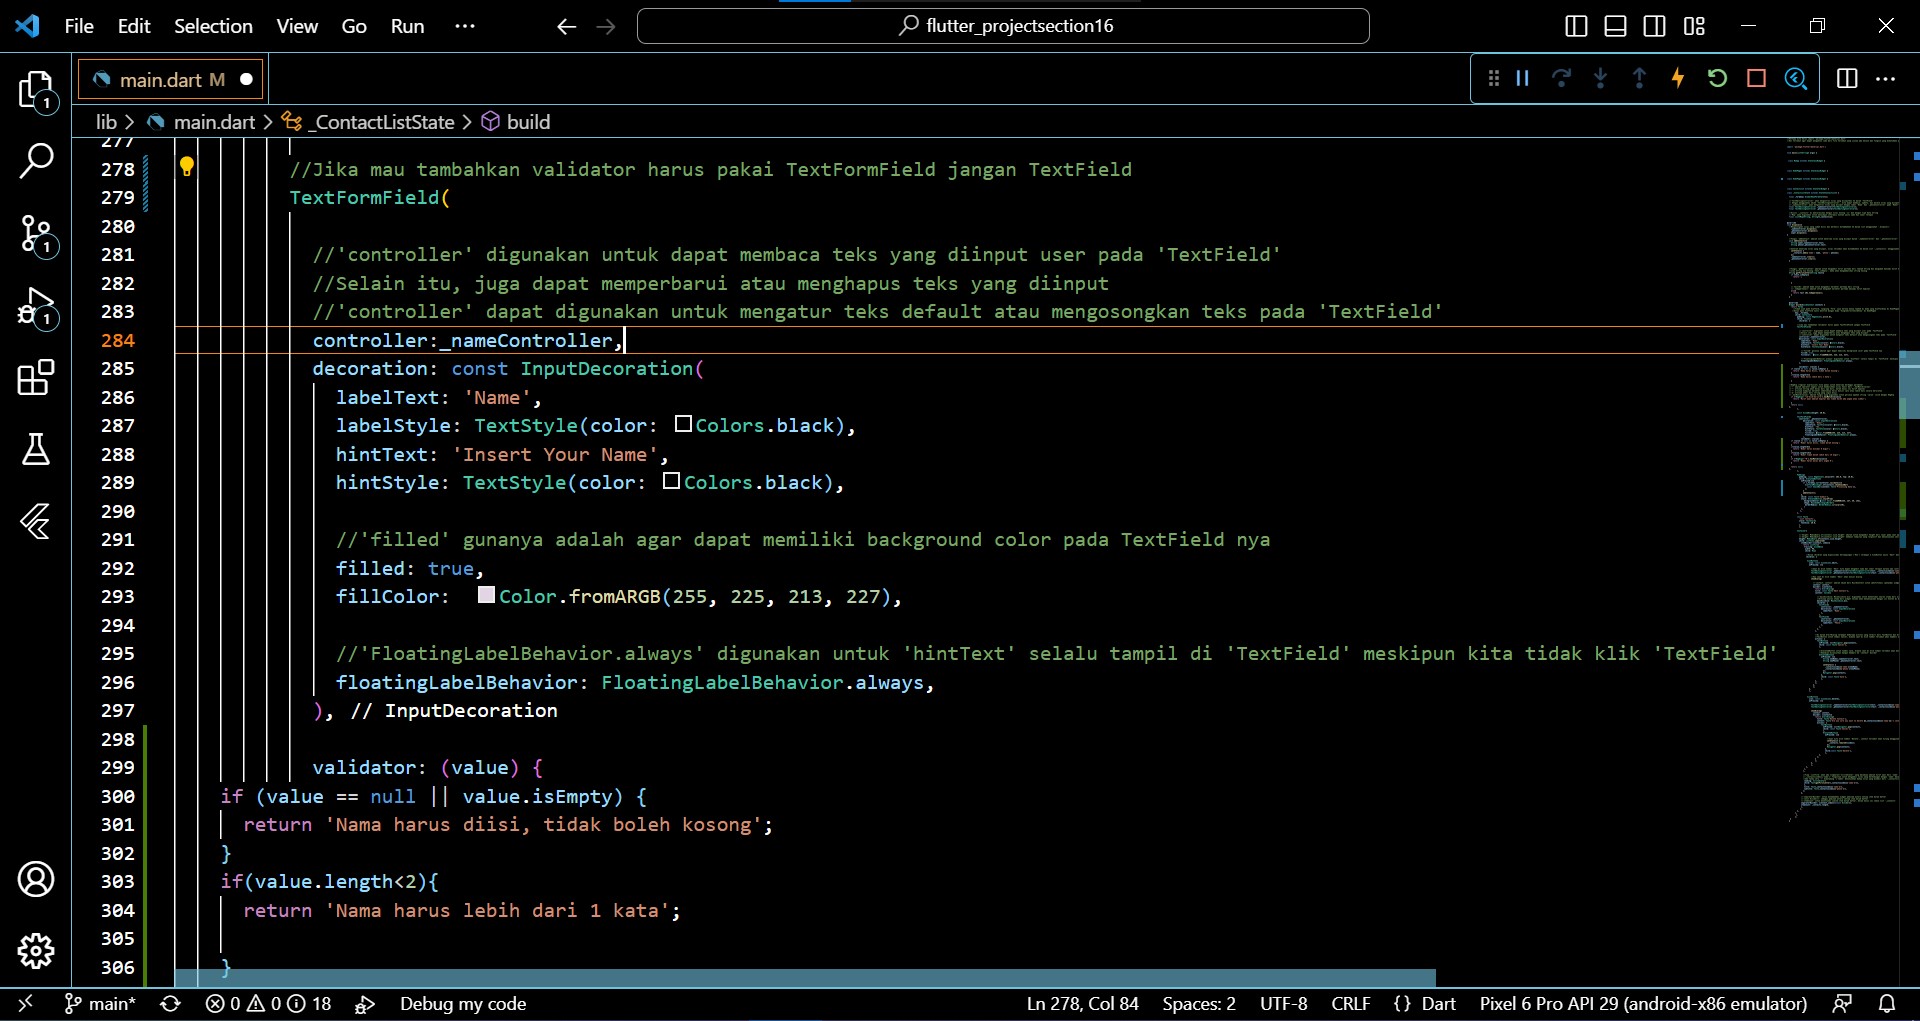 File Edit Selection View Go Run ··· flutter_projectsection16
main.dart M
lib > main.dart > _ContactListState > build
277
278 //Jika mau tambahkan validator harus pakai TextFormField jangan TextField
279 TextFormField(
280
281 //'controller' digunakan untuk dapat membaca teks yang diinput user pada 'TextField'
282 //Selain itu, juga dapat memperbarui atau menghapus teks yang diinput
283 //'controller' dapat digunakan untuk mengatur teks default atau mengosongkan teks pada 'TextField'
284 controller:_nameController,
285 decoration: const InputDecoration(
286 labelText: 'Name',
287 labelStyle: TextStyle(color: Colors.black),
288 hintText: 'Insert Your Name',
289 hintStyle: TextStyle(color: Colors.black),
290
291 //'filled' gunanya adalah agar dapat memiliki background color pada TextField nya
292 filled: true,
293 fillColor: Color.fromARGB(255, 225, 213, 227),
294
295 //'FloatingLabelBehavior.always' digunakan untuk 'hintText' selalu tampil di 'TextField' meskipun kita tidak klik 'TextField'
296 floatingLabelBehavior: FloatingLabelBehavior.always,
297 ), // InputDecoration
298
299 validator: (value) {
300 if (value == null || value.isEmpty) {
301 return 'Nama harus diisi, tidak boleh kosong';
302 }
303 if(value.length<2){
304 return 'Nama harus lebih dari 1 kata';
305
306 }
1
1
1
main* 0 0 18 Debug my code Ln 278, Col 84 Spaces: 2 UTF-8 CRLF {} Dart Pixel 6 Pro API 29 (android-x86 emulator)